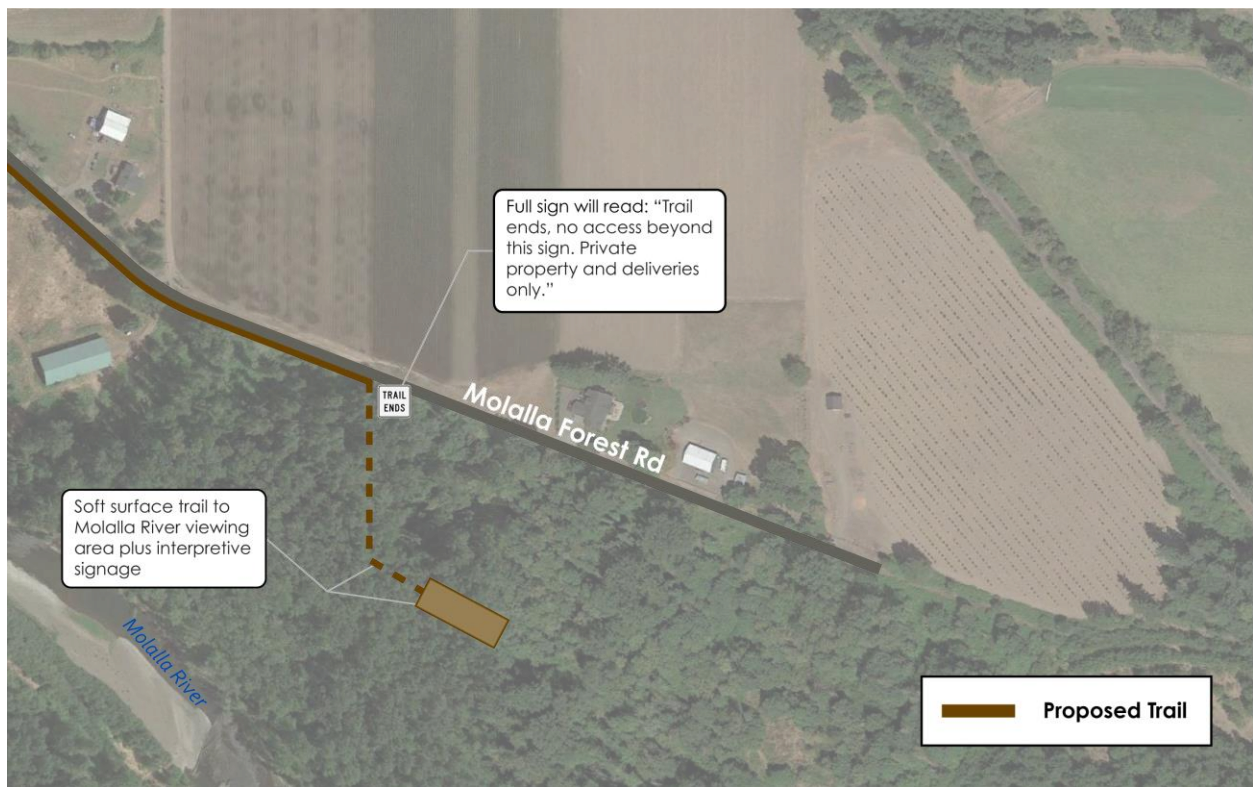 Full sign will read: “Trail
ends, no access beyond
this sign. Private
property and deliveries
only.”
TRAIL
ENDS
Molalla Forest Rd
Soft surface trail to
Molalla River viewing
area plus interpretive
signage
Molalla River
Proposed Trail